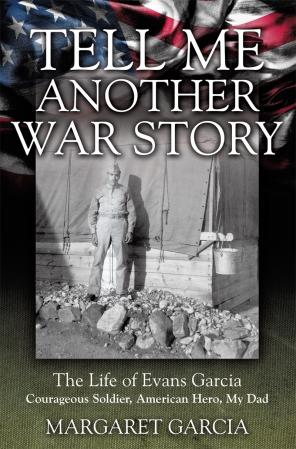 TELL ME
ANOTHER
WAR STORY
The Life of Evans Garcia
Courageous Soldier, American Hero, My Dad
MARGARET GARCIA